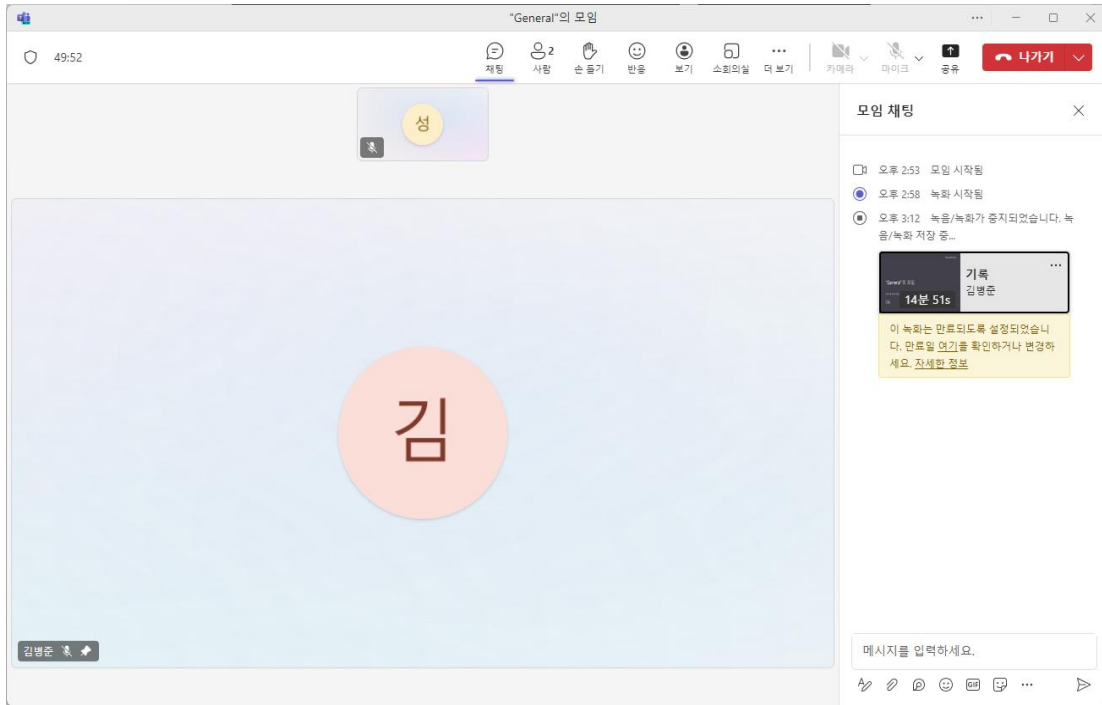 "General"의 모임
49:52
채팅
2
사람
손 들기
반응
보기
소회의실
더 보기
카메라
마이크
공유
나가기
성
김
김병준
모임 채팅
오후 2:53 모임 시작됨
오후 2:58 녹화 시작됨
오후 3:12 녹음/녹화가 중지되었습니다. 녹
음/녹화 저장 중...
14분 51s
기록
김병준
이 녹화는 만료되도록 설정되었습니
다. 만료일 여기를 확인하거나 변경하
세요. 자세한 정보
메시지를 입력하세요.
GIF